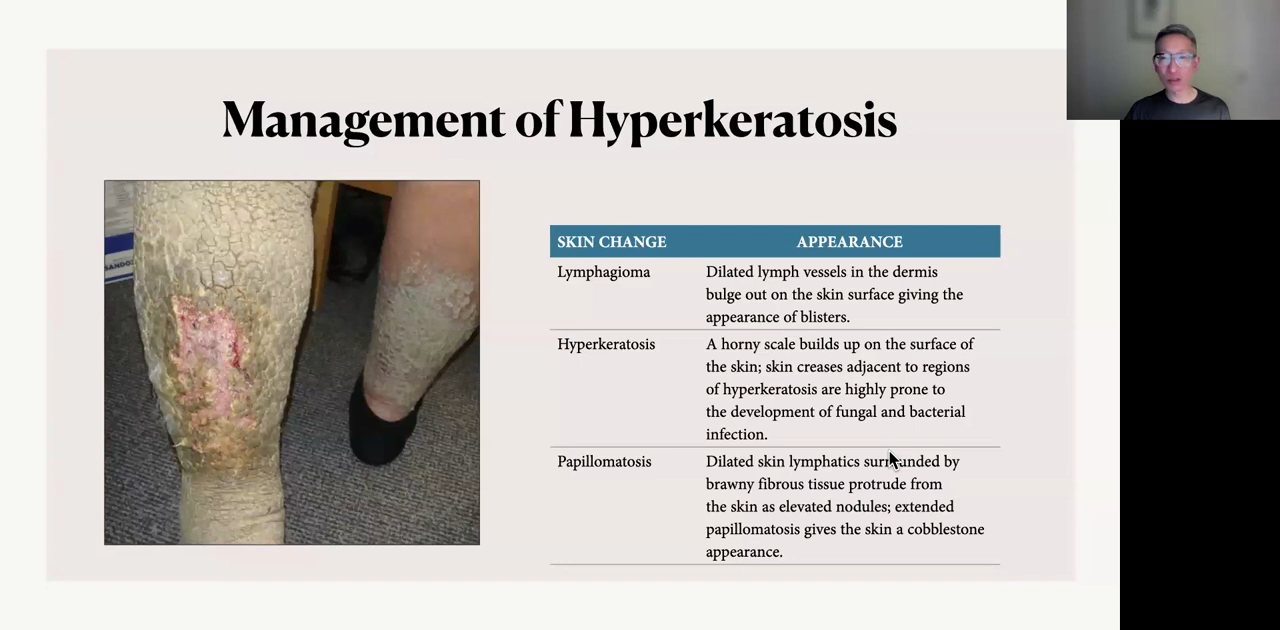 Management of Hyperkeratosis
SANDOZ
SKIN CHANGE APPEARANCE
Lymphagioma Dilated lymph vessels in the dermis
bulge out on the skin surface giving the
appearance of blisters.
Hyperkeratosis A horny scale builds up on the surface of
the skin; skin creases adjacent to regions
of hyperkeratosis are highly prone to
the development of fungal and bacterial
infection.
Papillomatosis Dilated skin lymphatics surrounded by
brawny fibrous tissue protrude from
the skin as elevated nodules; extended
papillomatosis gives the skin a cobblestone
appearance.